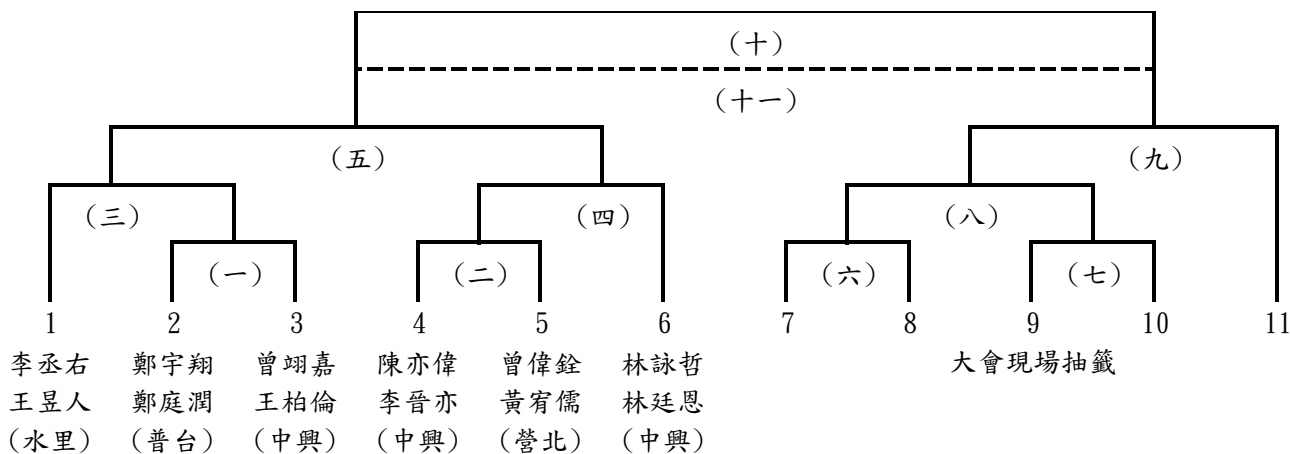 (十)
(十一)
(五) (九)
(三) (四) (八)
(一) (二) (六) (七)
1 2 3 4 5 6 7 8 9 10 11
李丞右 鄭宇翔 曾翊嘉 陳亦偉 曾偉銓 林詠哲 大會現場抽籤
王昱人 鄭庭潤 王柏倫 李晉亦 黃宥儒 林廷恩
(水里) (普台) (中興) (中興) (營北) (中興)